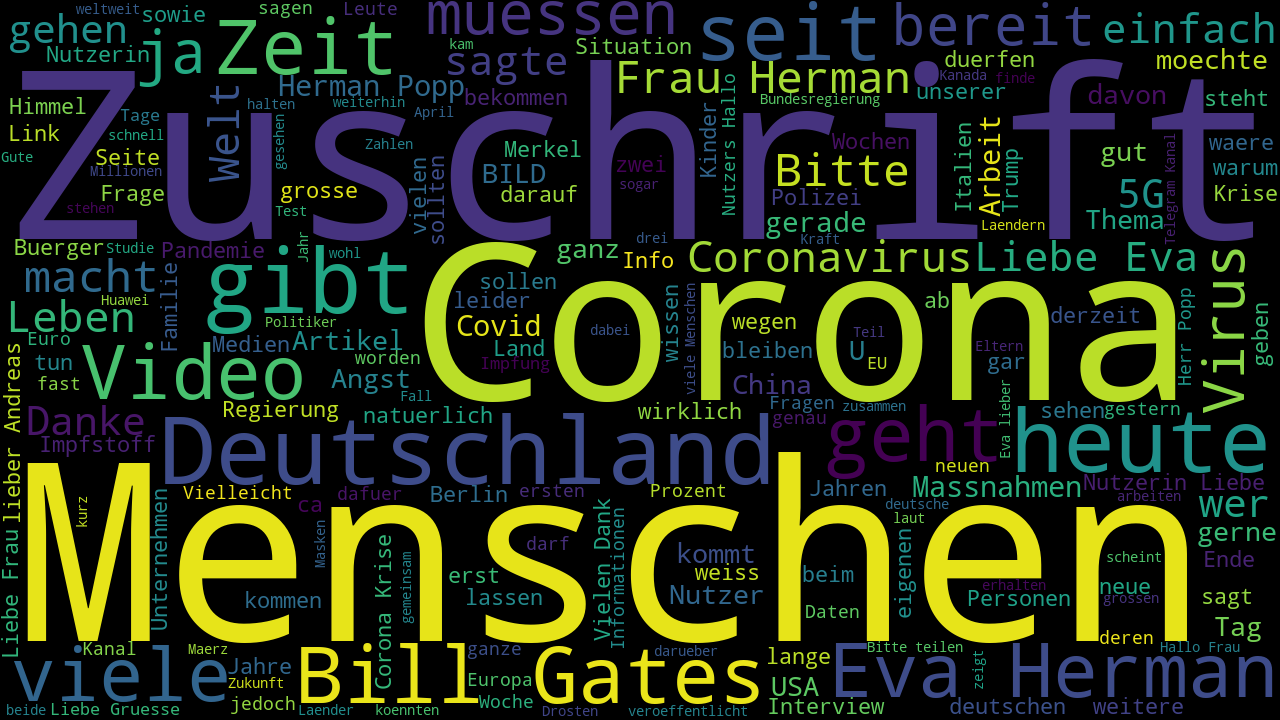 weltweit
sagen
Leute
muessen
bereit
einfach
gehen
sowie
ja
Zeit
seit
Nutzerin
kam
Situation
sagte
duerfen
moechte
Frau Herman
Herman Popp
Kanada
finde
unserer
davon
steht
Himmel
Tage
Welt
halten
weiterhin
bekommen
April
Bundesregierung
Link
schnell
gesehen
Zahlen
Zuschrift
Kinder
Nutzers Hallo
Wochen
Italien
Arbeit
Trump
gut
Telegram Kanal
waere
Gute
Seite
Millionen
Merkel
zwei
Bitte
warum
Frage
grosse
vielen
sollten
BILD
darauf
sogar
Polizei
5G
Krise
stehen
Test
gerade
Kraft
Laendern
Thema
Buerger
Studie
Pandemie
Jahr
wohl
ganz
drei
Info
Coronavirus
Liebe Eva
Virus
macht
Familie
gibt
sollen
leider
Corona
Wissen
viele Menschen
ab
derzeit
Herr Popp
geben
Huawei
Leben
Politiker
Covid
dabei
wegen
Teil
Euro
Medien
Artikel
Land
bleiben
U
EU
Eltern
gar
tun
Video
worden
Impfung
fast
Angst
Fall
China
Liebe Frau
lieber Andreas
Danke
Regierung
natuerlich
wirklich
Fragen
zusammen
genau
geht
Eva lieber
sehen
gestern
Impfstoff
Deutschland
heute
neuen
Menschen
kurz
Unternehmen
Vielleicht
ca
dafuer
Berlin
ersten
Prozent
Jahren
Massnahmen
Nutzerin Liebe
arbeiten
deutsche
wer
Masken
Corona Krise
gemeinsam
darf
Vielen Dank
Informationen
kommt
laut
eigenen
gerne
scheint
Ende
erst
weiss
beim
erhalten
neue
kommen
lassen
Nutzer
Daten
Personen
grossen
sagt
Tag
deren
Kanal
Maerz
ganze
darueber
lange
Bitte teilen
zeigt
Hallo Frau
viele
Jahre
Zukunft
Bill Gates
Europa
USA
Eva Herman
beide
Liebe Gruesse
jedoch
Laender
koennten
Woche
Drosten
veroeffentlicht
Interview
deutschen
weitere